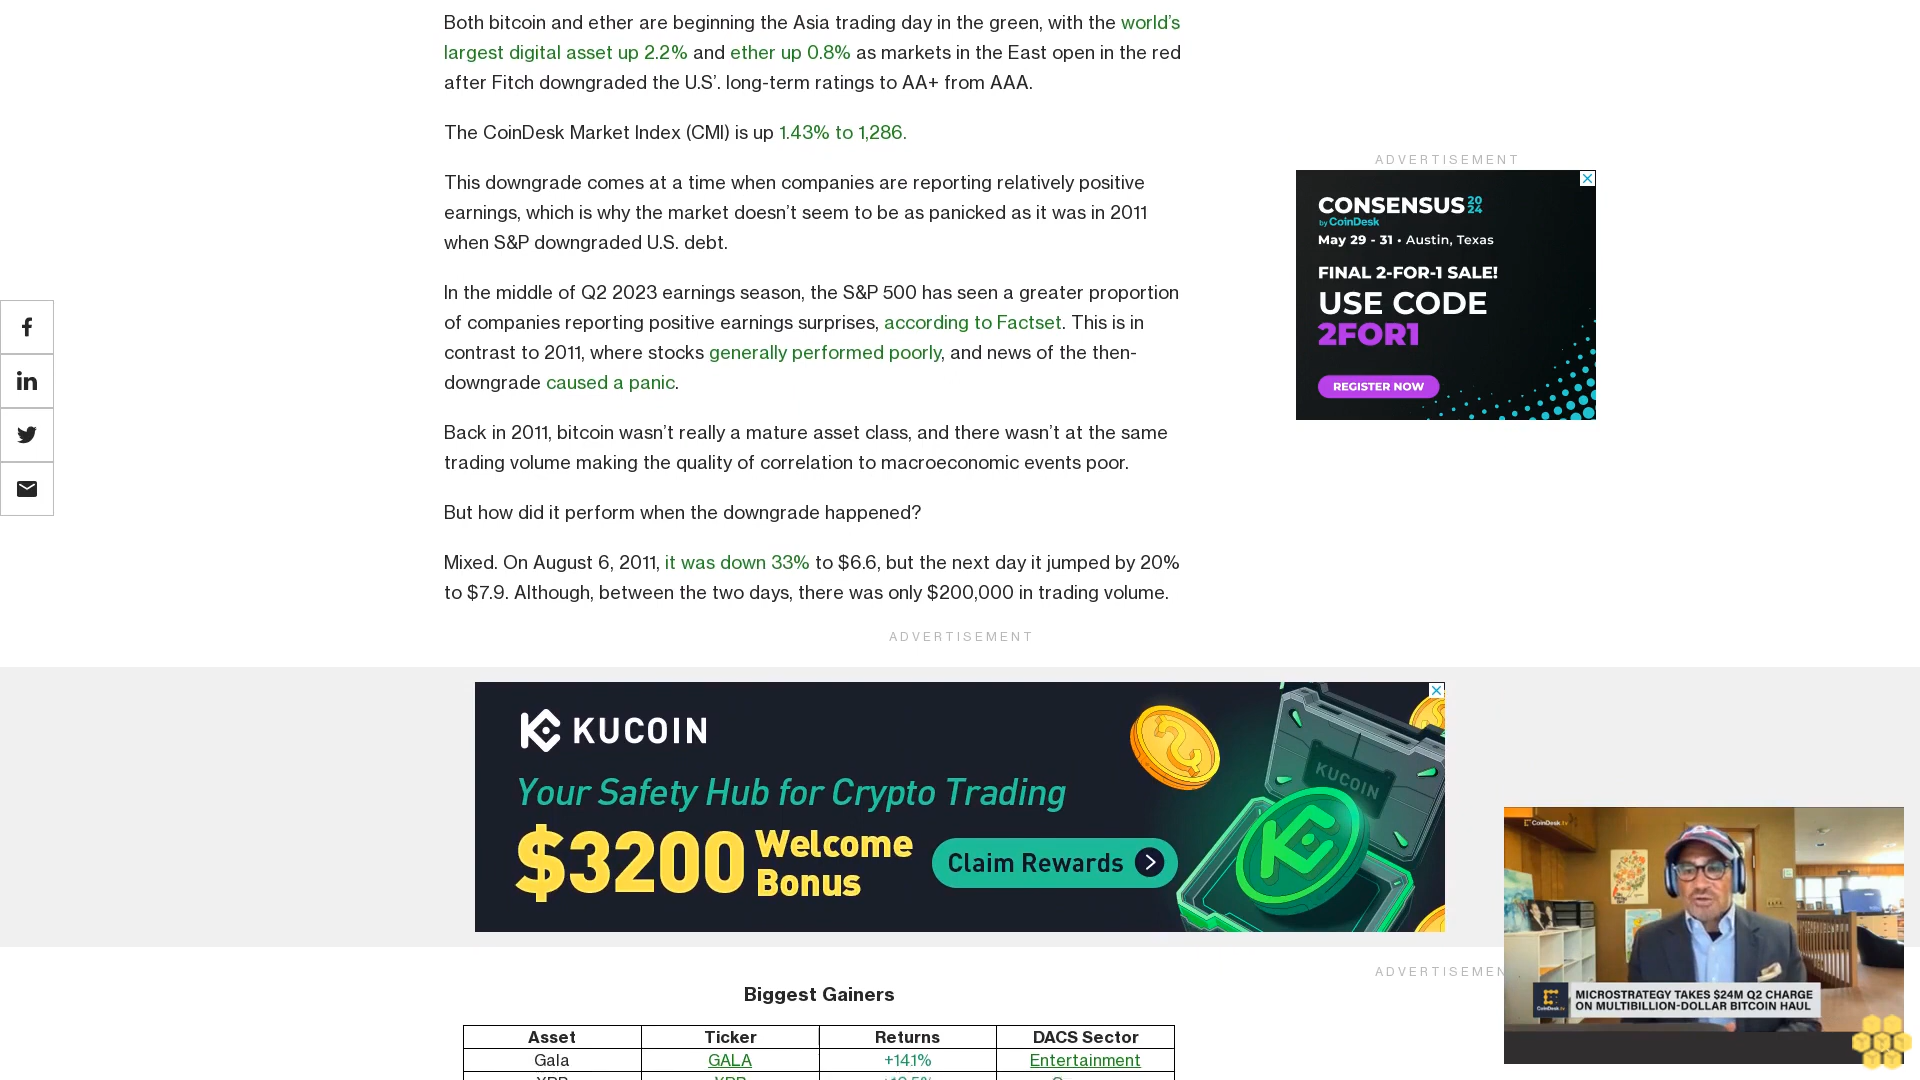 Both bitcoin and ether are beginning the Asia trading day in the green, with the world’s
largest digital asset up 2.2% and ether up 0.8% as markets in the East open in the red
after Fitch downgraded the U.S’. long-term ratings to AA+ from AAA.
The CoinDesk Market Index (CMI) is up 1.43% to 1,286.
This downgrade comes at a time when companies are reporting relatively positive
earnings, which is why the market doesn’t seem to be as panicked as it was in 2011
when S&P downgraded U.S. debt.
In the middle of Q2 2023 earnings season, the S&P 500 has seen a greater proportion
of companies reporting positive earnings surprises, according to Factset. This is in
contrast to 2011, where stocks generally performed poorly, and news of the then-
downgrade caused a panic.
Back in 2011, bitcoin wasn’t really a mature asset class, and there wasn’t at the same
trading volume making the quality of correlation to macroeconomic events poor.
But how did it perform when the downgrade happened?
Mixed. On August 6, 2011, it was down 33% to $6.6, but the next day it jumped by 20%
to $7.9. Although, between the two days, there was only $200,000 in trading volume.
ADVERTISEMENT
CONSENSUS 2024
by CoinDesk
May 29 - 31 • Austin, Texas
FINAL 2-FOR-1 SALE!
USE CODE
2FOR1
REGISTER NOW
ADVERTISEMENT
KUCOIN
Your Safety Hub for Crypto Trading
$3200 Welcome
Bonus
Claim Rewards
KUCOIN
ADVERTISEMEN
CoinDesk.tv
CoinDesk.tv
MICROSTRATEGY TAKES $24M Q2 CHARGE
ON MULTIBILLION-DOLLAR BITCOIN HAUL
Biggest Gainers
Asset Ticker Returns DACS Sector
Gala GALA +14.1% Entertainment